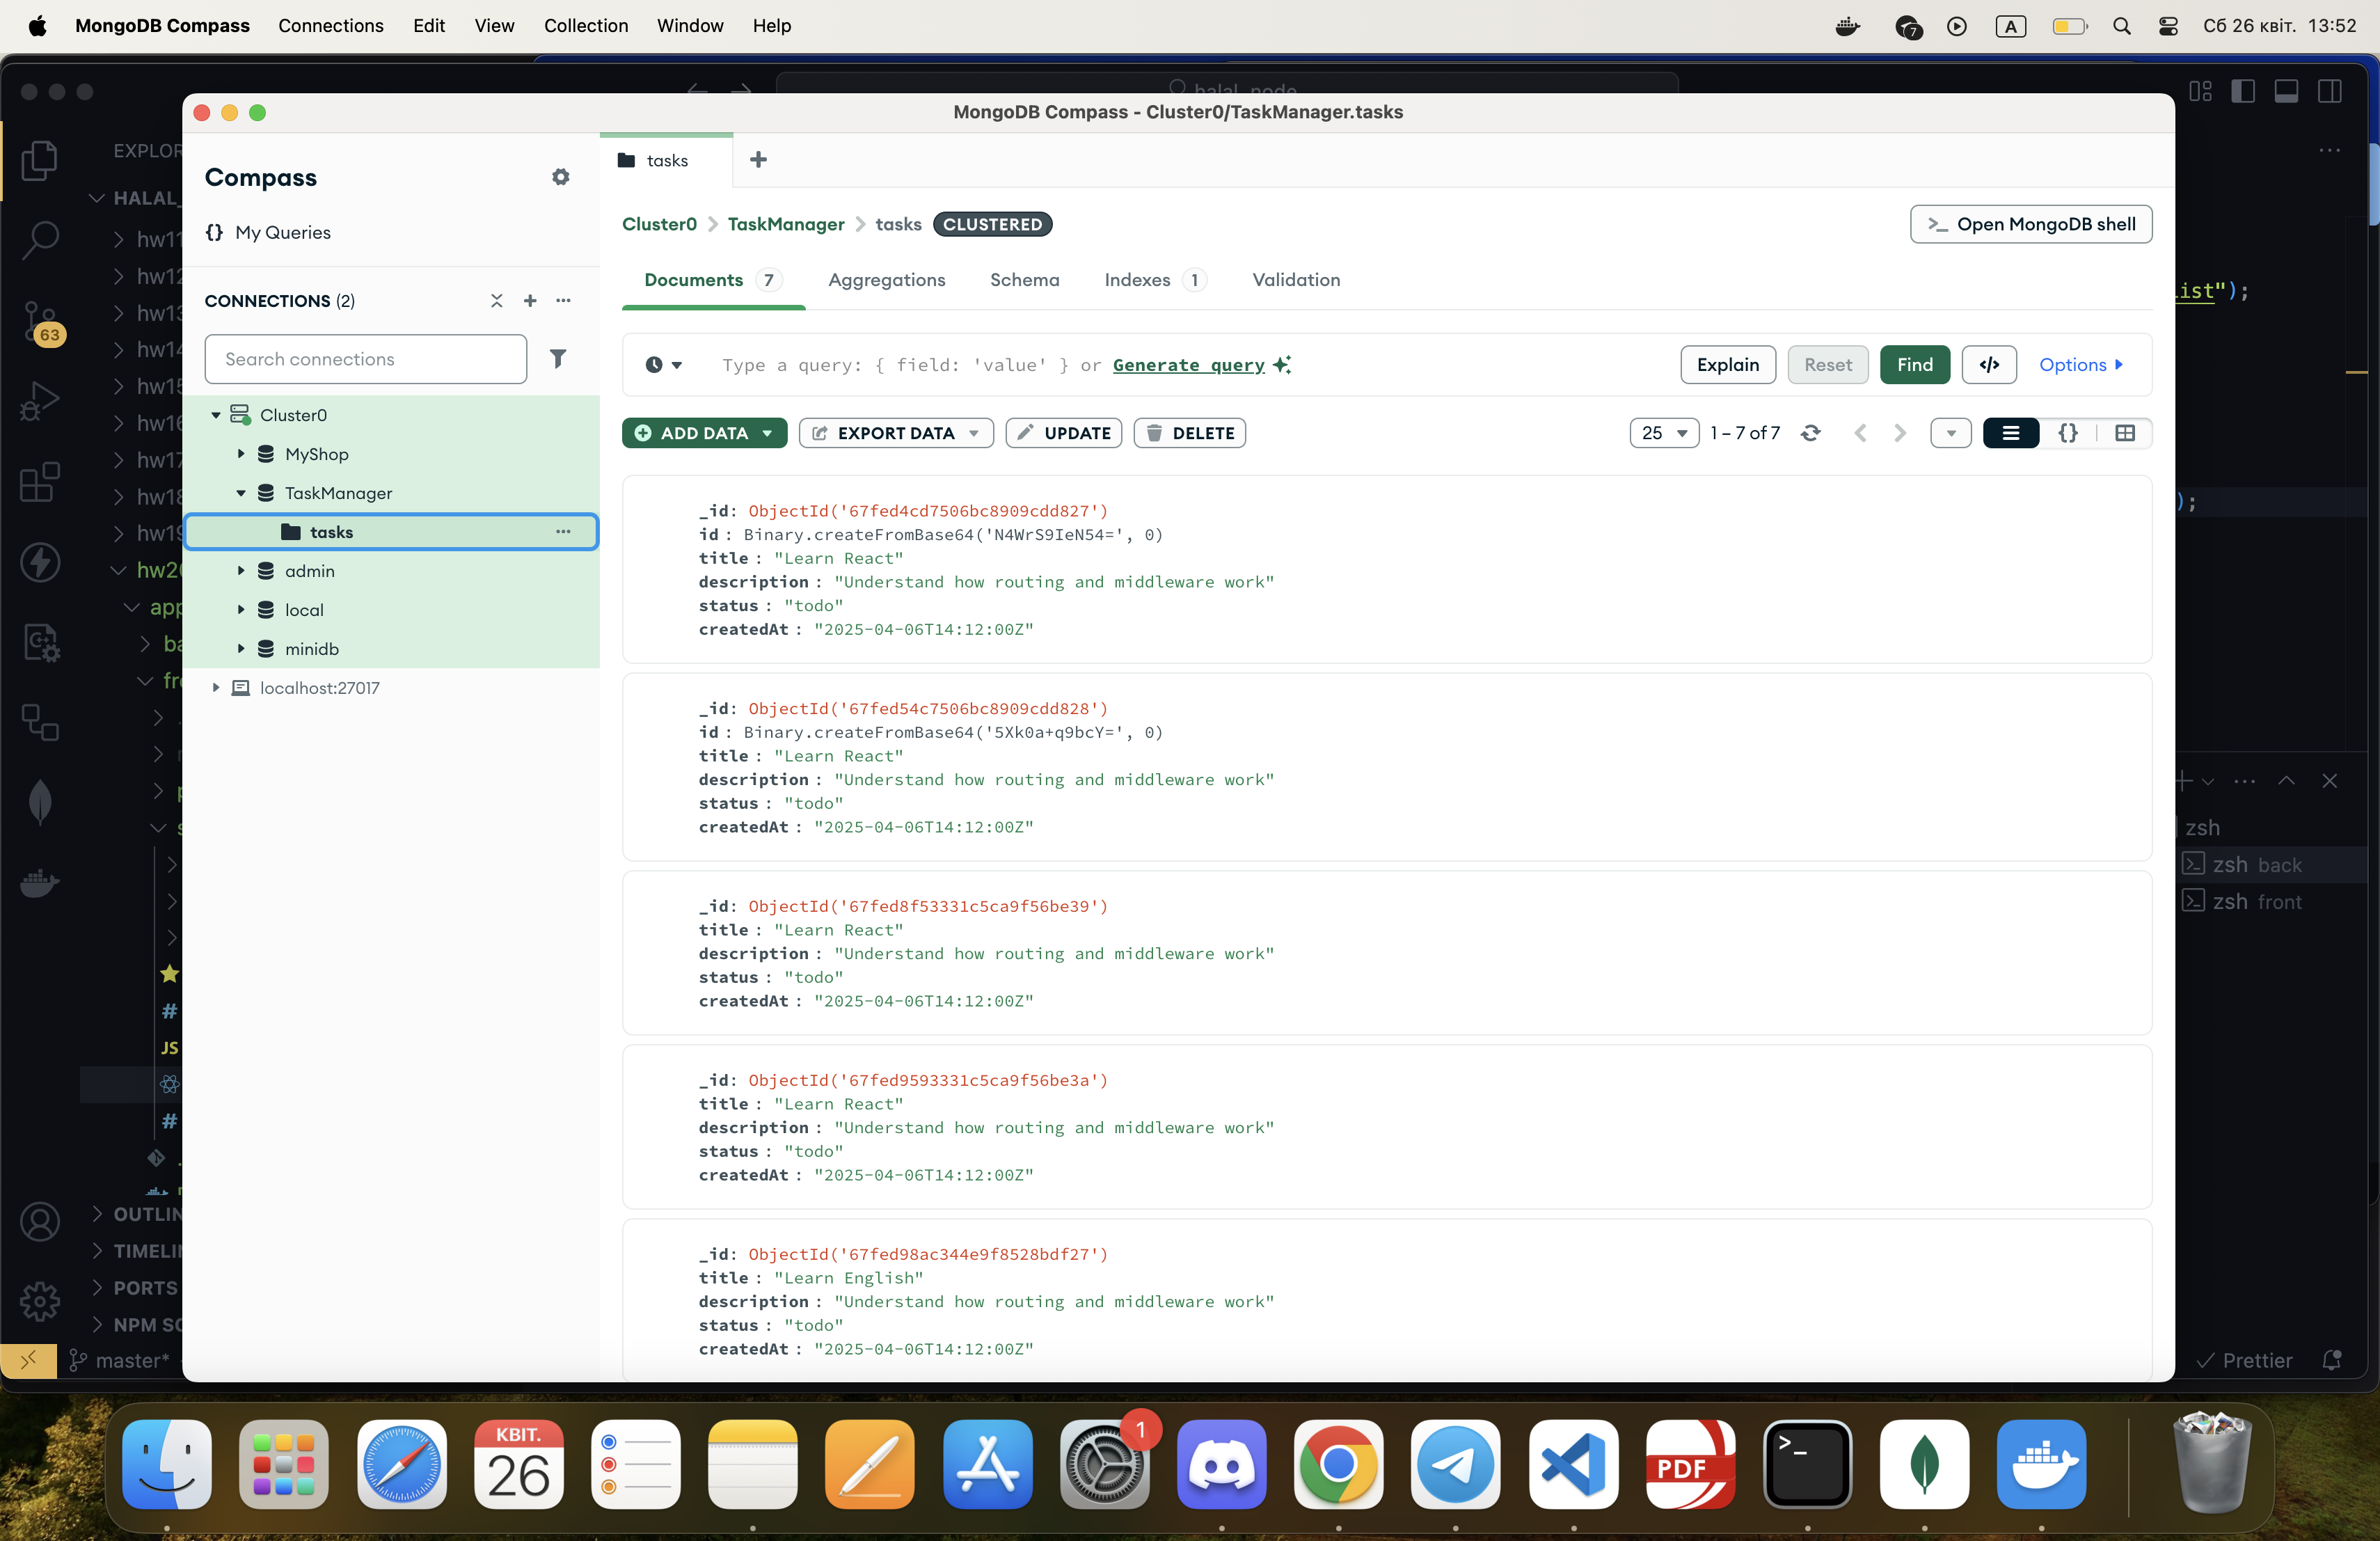 MongoDB Compass Connections Edit View Collection Window Help
7 A Сб 26 квіт. 13:52
halal_node
MongoDB Compass - Cluster0/TaskManager.tasks
EXPLOR
HALAL_
hw11
hw12
hw13
hw14
hw15
hw16
hw17
hw18
hw19
hw20
app
ba
fro
JS
63
OUTLIN
TIMELIN
PORTS
NPM SC
master*
Compass
{} My Queries
CONNECTIONS (2)
Search connections
Cluster0
MyShop
TaskManager
tasks
admin
local
minidb
localhost:27017
tasks
Cluster0 > TaskManager > tasks CLUSTERED
>_ Open MongoDB shell
Documents 7 Aggregations Schema Indexes 1 Validation
Type a query: { field: 'value' } or Generate query
Explain Reset Find </> Options
ADD DATA EXPORT DATA UPDATE DELETE
25 1 – 7 of 7 {}
_id: ObjectId('67fed4cd7506bc8909cdd827')
id : Binary.createFromBase64('N4WrS9IeN54=', 0)
title : "Learn React"
description : "Understand how routing and middleware work"
status : "todo"
createdAt : "2025-04-06T14:12:00Z"
_id: ObjectId('67fed54c7506bc8909cdd828')
id : Binary.createFromBase64('5Xk0a+q9bcY=', 0)
title : "Learn React"
description : "Understand how routing and middleware work"
status : "todo"
createdAt : "2025-04-06T14:12:00Z"
_id: ObjectId('67fed8f53331c5ca9f56be39')
title : "Learn React"
description : "Understand how routing and middleware work"
status : "todo"
createdAt : "2025-04-06T14:12:00Z"
_id: ObjectId('67fed9593331c5ca9f56be3a')
title : "Learn React"
description : "Understand how routing and middleware work"
status : "todo"
createdAt : "2025-04-06T14:12:00Z"
_id: ObjectId('67fed98ac344e9f8528bdf27')
title : "Learn English"
description : "Understand how routing and middleware work"
status : "todo"
createdAt : "2025-04-06T14:12:00Z"
ist");
);
zsh
zsh back
zsh front
Prettier
КВІТ.
26
1
PDF
>_